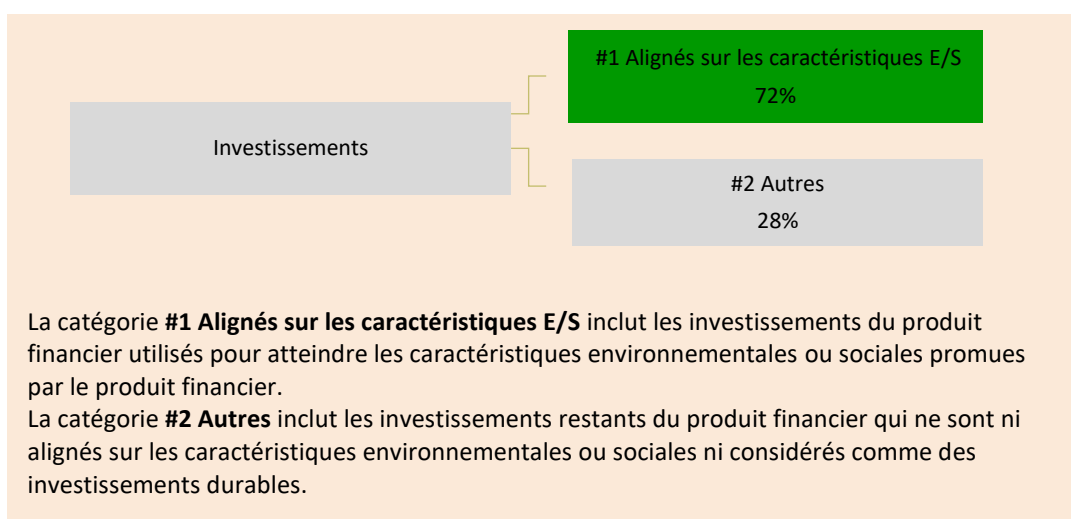 #1 Alignés sur les caractéristiques E/S
72%
Investissements
#2 Autres
28%
La catégorie #1 Alignés sur les caractéristiques E/S inclut les investissements du produit
financier utilisés pour atteindre les caractéristiques environnementales ou sociales promues
par le produit financier.
La catégorie #2 Autres inclut les investissements restants du produit financier qui ne sont ni
alignés sur les caractéristiques environnementales ou sociales ni considérés comme des
investissements durables.